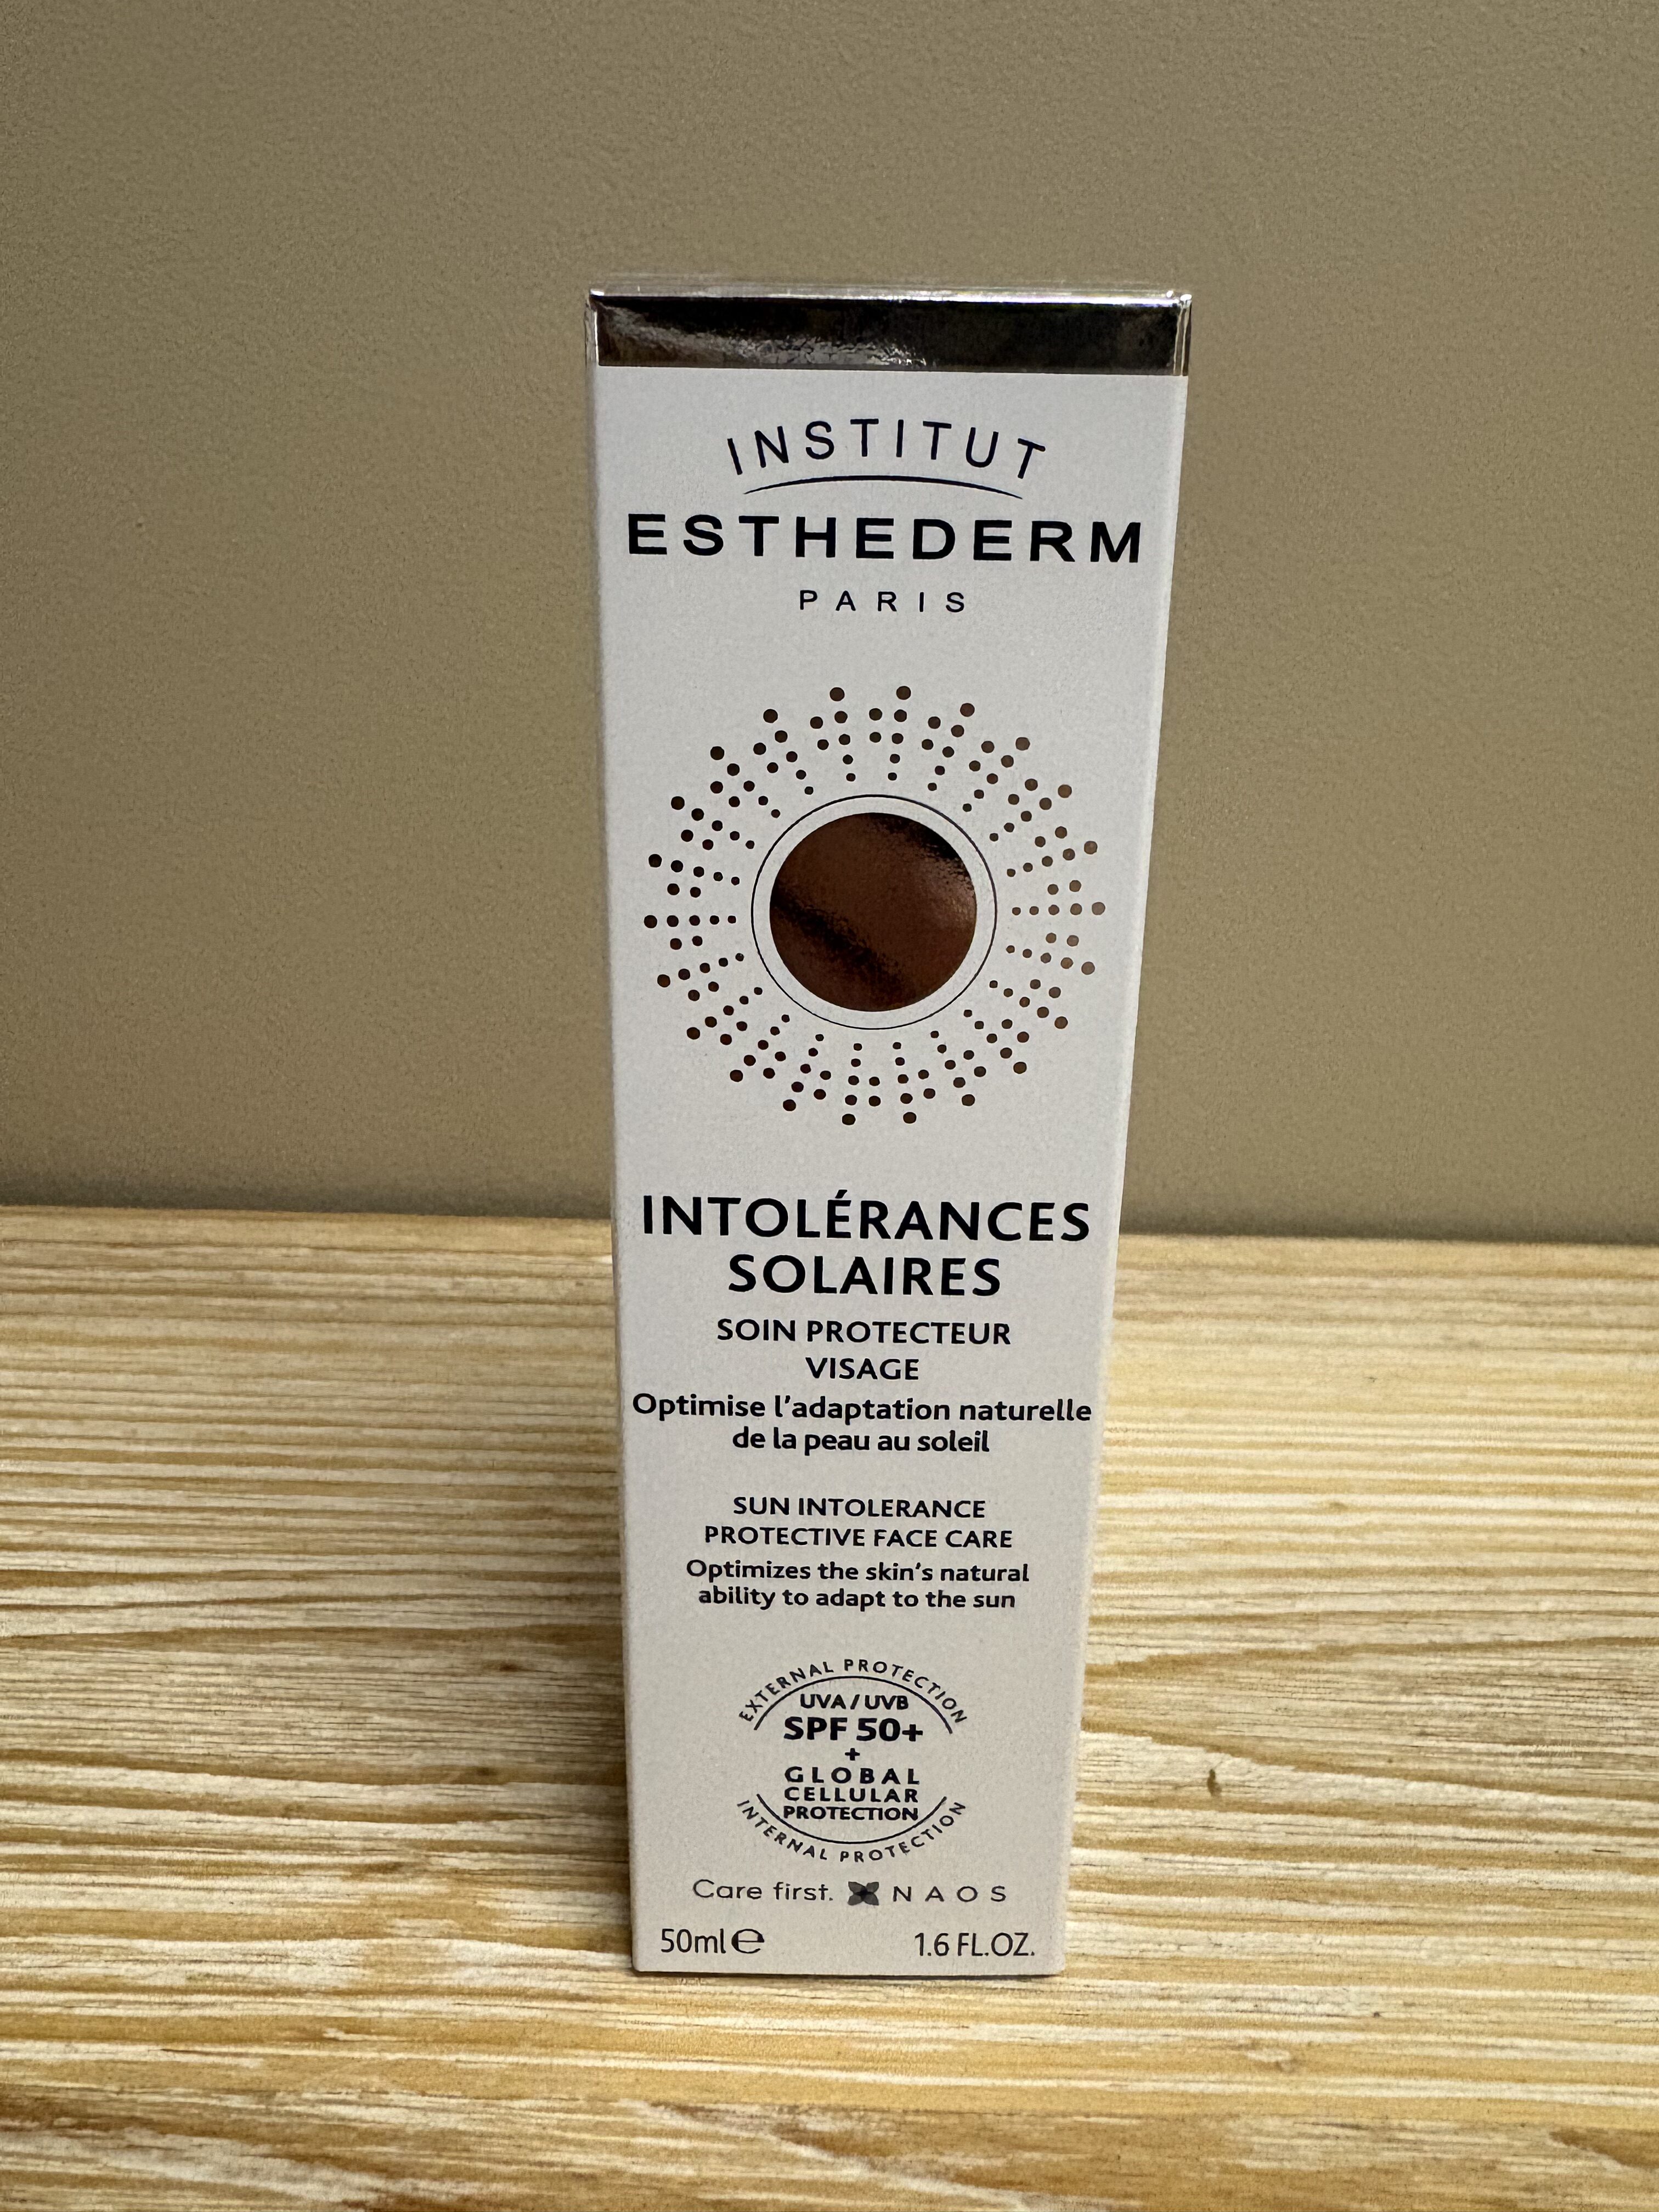 INSTITUT
ESTHEDERM
PARIS
INTOLÉRANCES
SOLAIRES
SOIN PROTECTEUR
VISAGE
Optimise l'adaptation naturelle
de la peau au soleil
SUN INTOLERANCE
PROTECTIVE FACE CARE
Optimizes the skin's natural
ability to adapt to the sun
EXTERNAL PROTECTION
UVA/UVB
SPF 50+
+
GLOBAL
CELLULAR
PROTECTION
INTERNAL PROTECTION
Care first. NAOS
50ml℮ 1.6 FL.OZ.